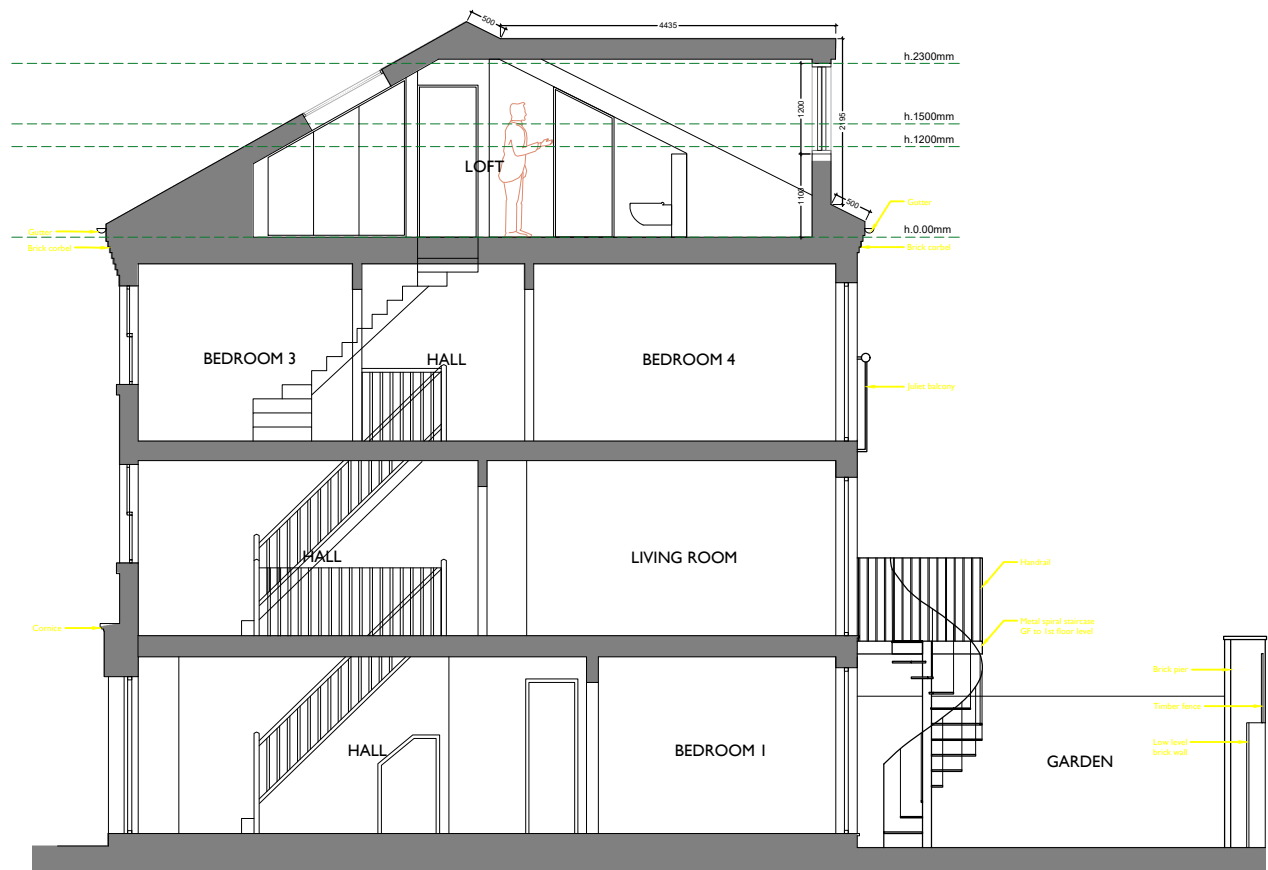 500
4435
h.2300mm
1200
2195
h.1500mm
h.1200mm
LOFT
1100
500
Gutter
Gutter
h.0.00mm
Brick corbel
Brick corbel
BEDROOM 3
HALL
BEDROOM 4
Juliet balcony
HALL
LIVING ROOM
Handrail
Cornice
Metal spiral staircase
Brick pier
Timber fence
HALL
BEDROOM 1
Low level
brick wall
GARDEN